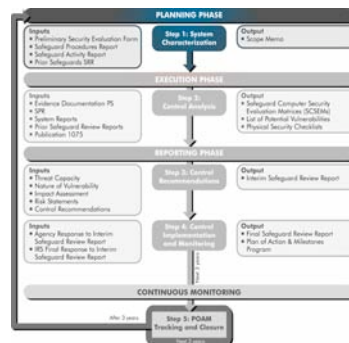 PLANNING PHASE
Inputs
• Preliminary Security Evaluation Form
• Safeguard Procedures Report
• Safeguard Activity Report
• Prior Safeguards SRR
Step 1: System
Characterization
Output
• Scope Memo
EXECUTION PHASE
Inputs
• Evidence Documentation PS
• SPR
• System Reports
• Prior Safeguard Review Reports
• Publication 1075
Step 2:
Control Analysis
Output
• Safeguard Computer Security
Evaluation Matrices (SCSEMs)
• List of Potential Vulnerabilities
• Physical Security Checklists
REPORTING PHASE
Inputs
• Threat Capacity
• Nature of Vulnerability
• Impact Assessment
• Risk Statements
• Control Recommendations
Step 3: Control
Recommendations
Output
• Interim Safeguard Review Report
Inputs
• Agency Response to Interim
Safeguard Review Report
• IRS Final Response to Interim
Safeguard Review Report
Step 4: Control
Implementation
and Monitoring
Output
• Final Safeguard Review Report
• Plan of Action & Milestones
Program
Next 3 years
CONTINUOUS MONITORING
After 3 years
Step 5: POAM
Tracking and Closure
Next 3 years